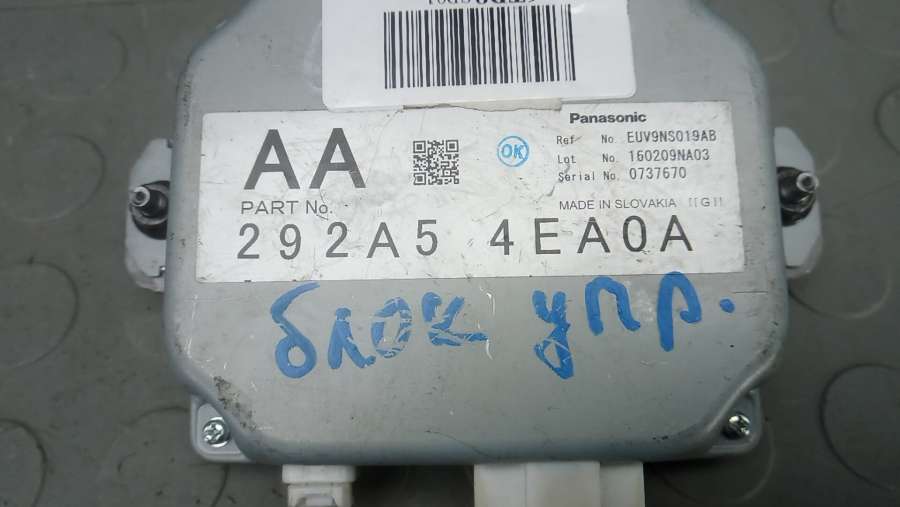 Panasonic
AA
OK
Ref No. EUV9NS019AB
Lot No. 160209NA03
Serial No. 0737670
PART No.
MADE IN SLOVAKIA [[G]]
292A5 4EA0A
блок упр.